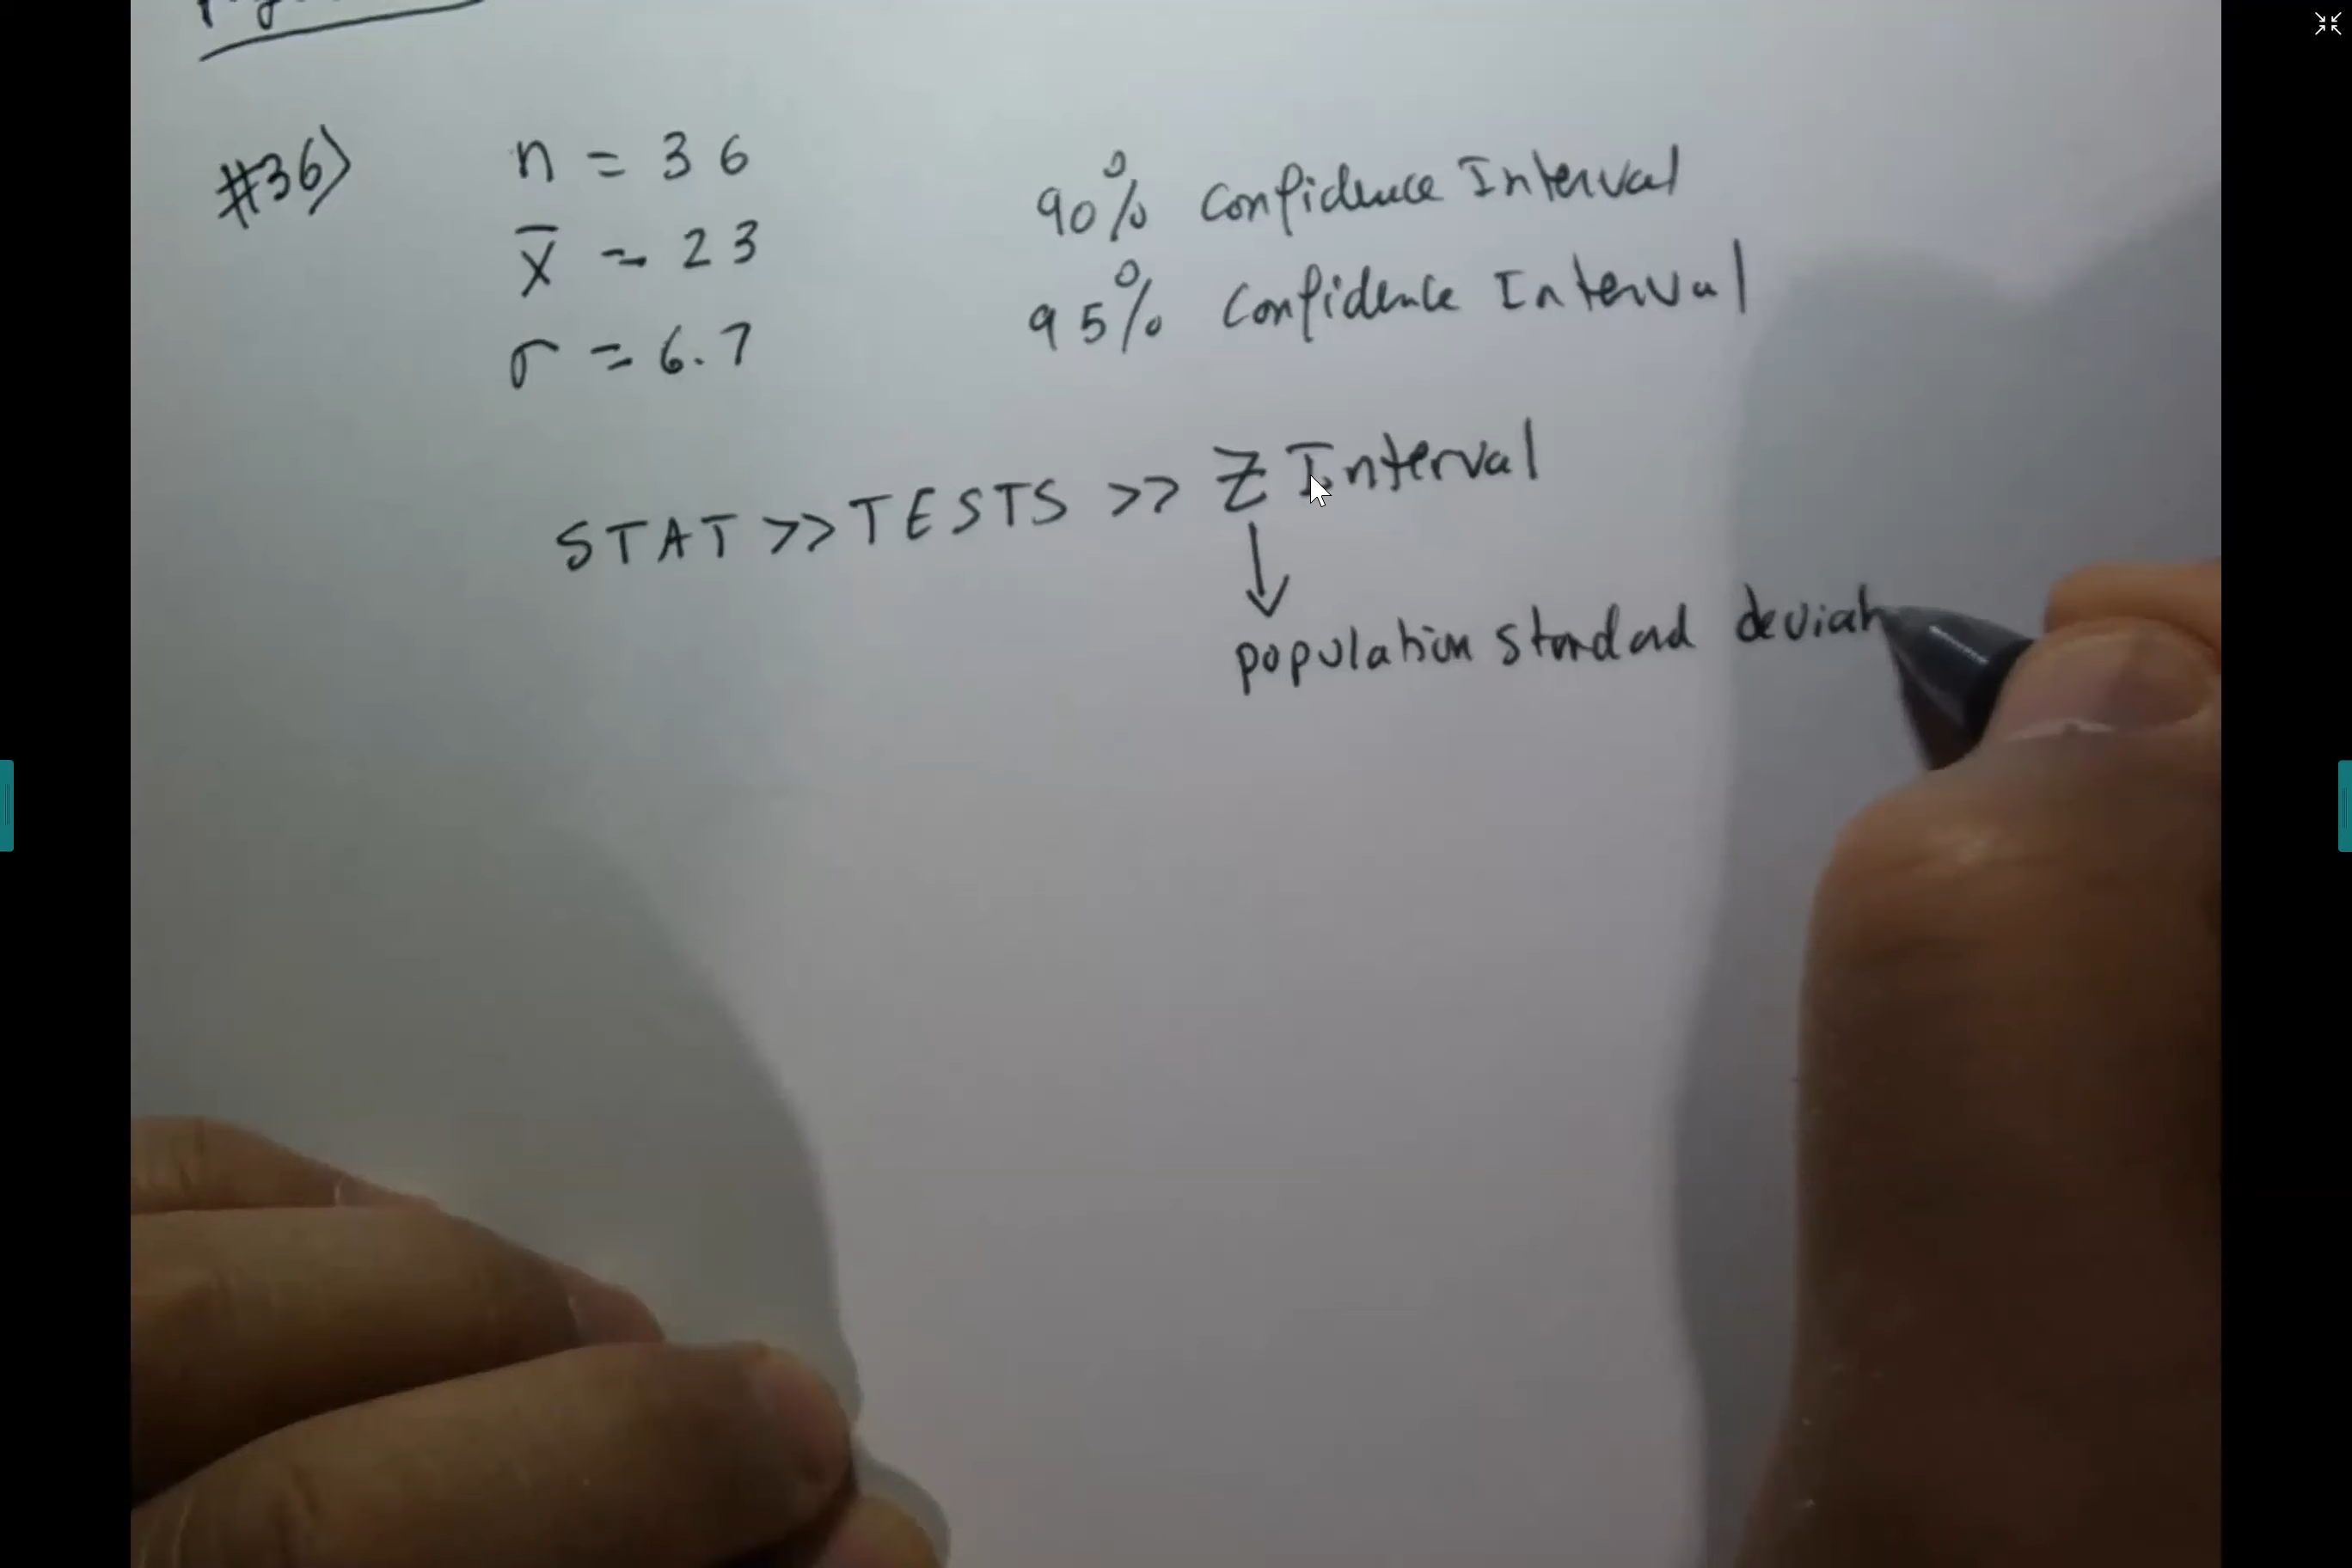 #36)
n = 36
x̄ = 23
σ = 6.7
90% Confidence Interval
95% Confidence Interval
STAT >> TESTS >> Z Interval
↓
population standard deviat